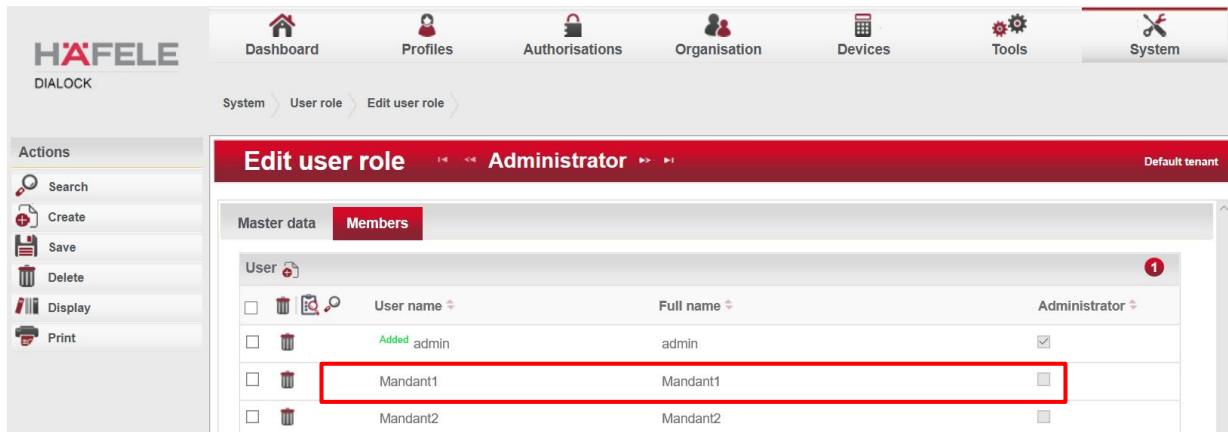 HÄFELE
DIALOCK
Dashboard Profiles Authorisations Organisation Devices Tools System
System User role Edit user role
Actions
Search
Create
Save
Delete
Display
Print
Edit user role Administrator Default tenant
Master data Members
User 1
User name Full name Administrator
Added admin admin
Mandant1 Mandant1
Mandant2 Mandant2